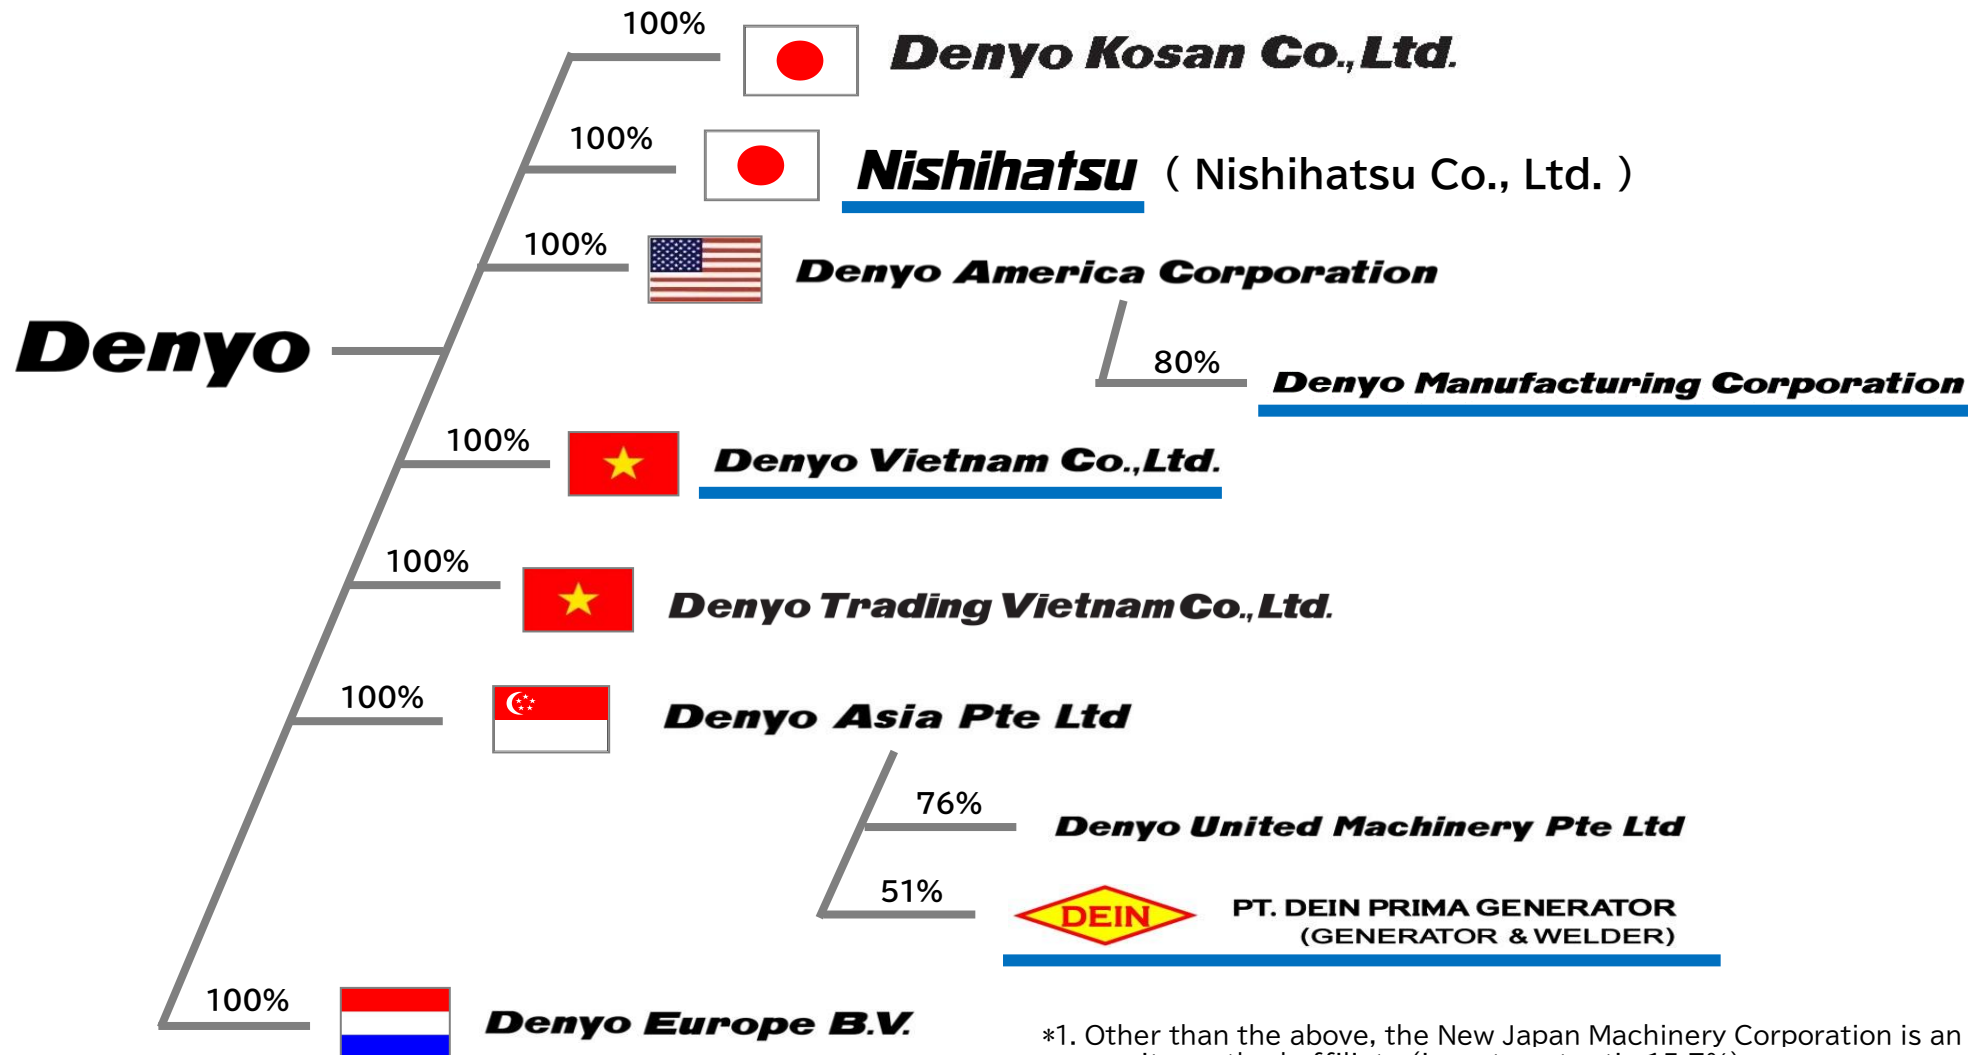 100%
Denyo Kosan Co., Ltd.
100%
Nishihatsu ( Nishihatsu Co., Ltd. )
100%
Denyo America Corporation
Denyo
80%
Denyo Manufacturing Corporation
100%
Denyo Vietnam Co.,Ltd.
100%
Denyo Trading Vietnam Co., Ltd.
100%
Denyo Asia Pte Ltd
76%
Denyo United Machinery Pte Ltd
51%
DEIN PT. DEIN PRIMA GENERATOR
(GENERATOR & WELDER)
100%
Denyo Europe B.V.
*1. Other than the above, the New Japan Machinery Corporation is an